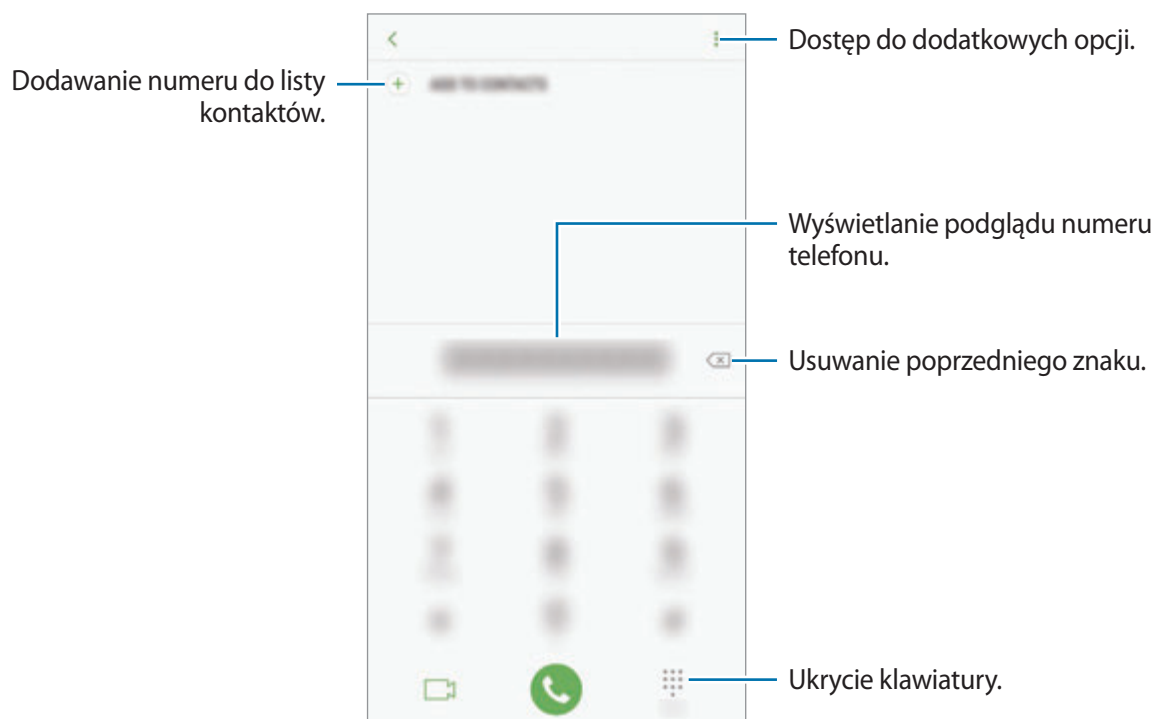 Dostęp do dodatkowych opcji.
Dodawanie numeru do listy
kontaktów.
ADD TO CONTACTS
Wyświetlanie podglądu numeru
telefonu.
Usuwanie poprzedniego znaku.
Ukrycie klawiatury.